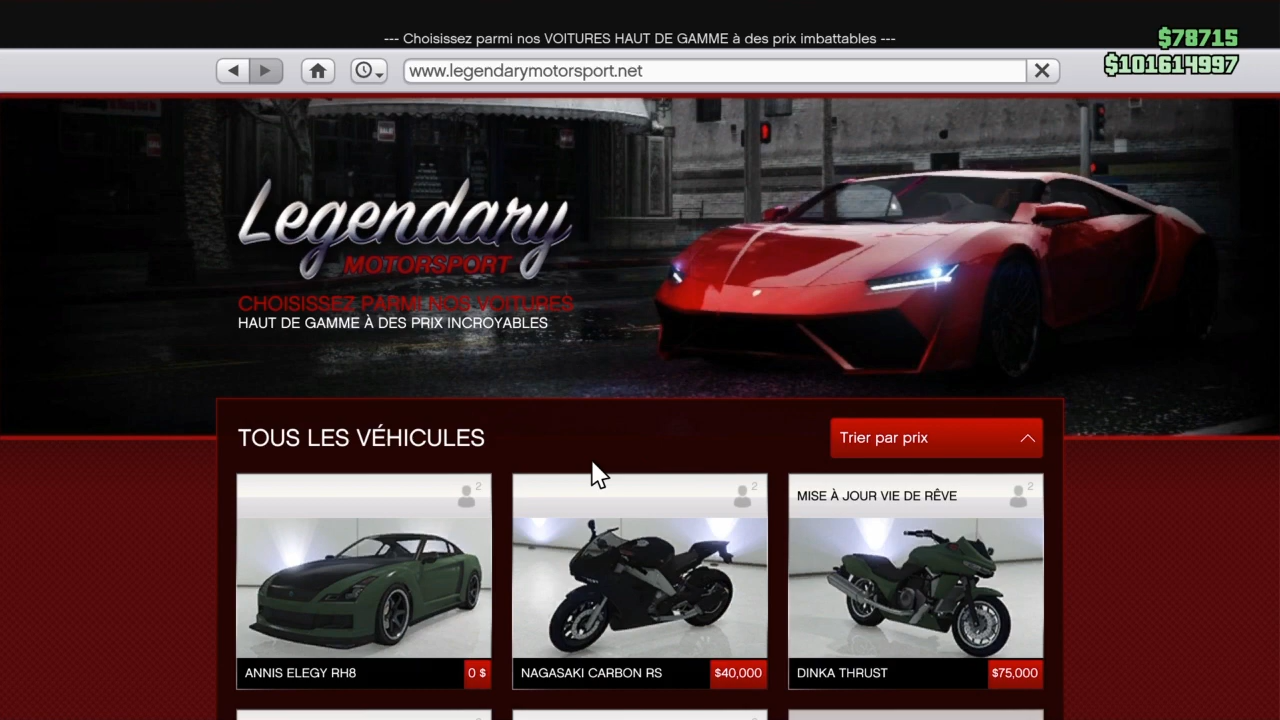 --- Choisissez parmi nos VOITURES HAUT DE GAMME à des prix imbattables ---
$78715
$101614997
www.legendarymotorsport.net
SALE!
Legendary
MOTORSPORT
CHOISISSEZ PARMI NOS VOITURES
HAUT DE GAMME À DES PRIX INCROYABLES
TOUS LES VÉHICULES
Trier par prix
2
2
MISE À JOUR VIE DE RÊVE
2
ANNIS ELEGY RH8
0 $
NAGASAKI CARBON RS
$40,000
DINKA THRUST
$75,000